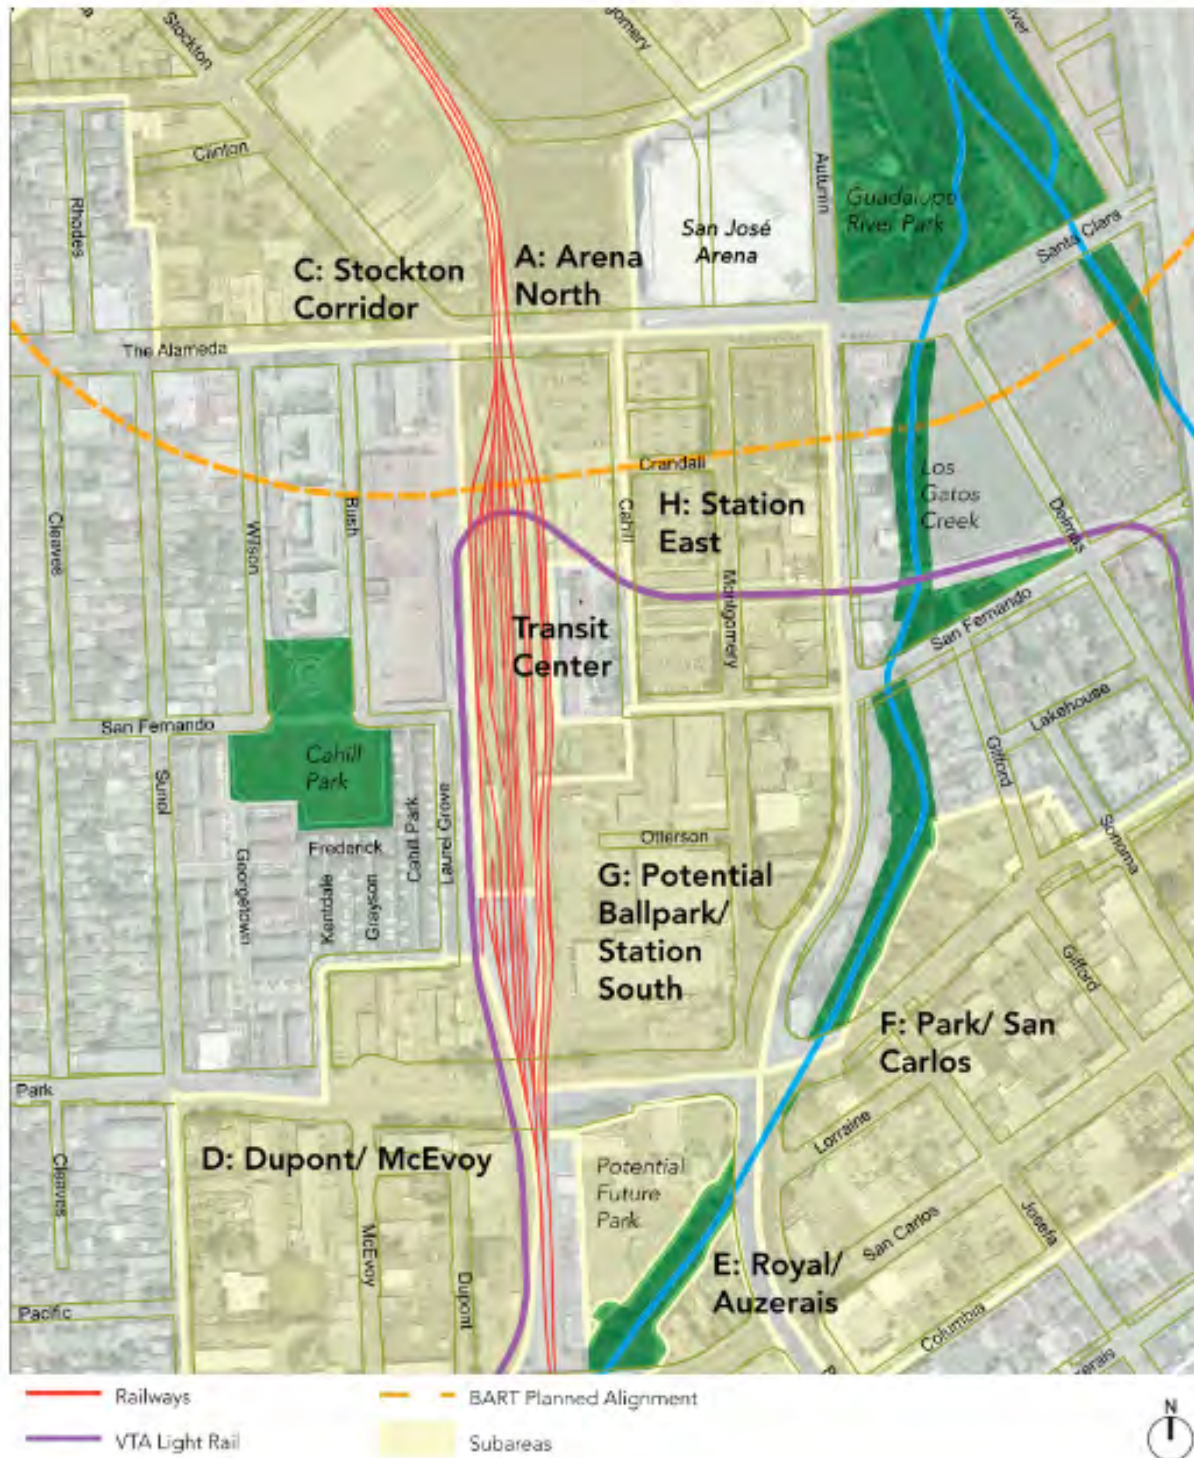 Stockton
Clinton
Rhodes
Autumn
Guadalupe
River Park
San José
Arena
Santa Clara
C: Stockton
Corridor
A: Arena
North
The Alameda
Crandall
Los
Gatos
Creek
H: Station
East
Cleaves
Wilson
Bush
Cahill
Delmas
Montgomery
Transit
Center
San Fernando
San Fernando
Lakehouse
Gifford
Cahill
Park
Sunol
Cahill Park
Laurel Grove
Otterson
Sonoma
Frederick
Georgetown
Kentdale
Grayson
G: Potential
Ballpark/
Station
South
Gifford
F: Park/ San
Carlos
Park
Lorraine
D: Dupont/ McEvoy
Potential
Future
Park
Cleaves
McEvoy
Dupont
San Carlos
Josefa
E: Royal/
Auzerais
Pacific
Columbia
Railways
BART Planned Alignment
VTA Light Rail
Subareas
N